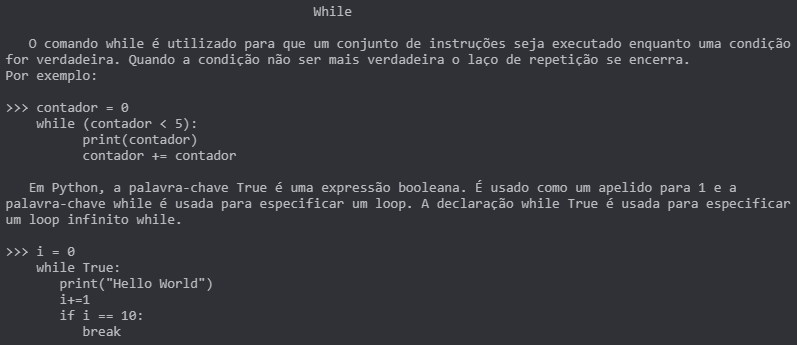 While
O comando while é utilizado para que um conjunto de instruções seja executado enquanto uma condição
for verdadeira. Quando a condição não ser mais verdadeira o laço de repetição se encerra.
Por exemplo:
>>> contador = 0
while (contador < 5):
print(contador)
contador += contador
Em Python, a palavra-chave True é uma expressão booleana. É usado como um apelido para 1 e a
palavra-chave while é usada para especificar um loop. A declaração while True é usada para especificar
um loop infinito while.
>>> i = 0
while True:
print("Hello World")
i+=1
if i == 10:
break